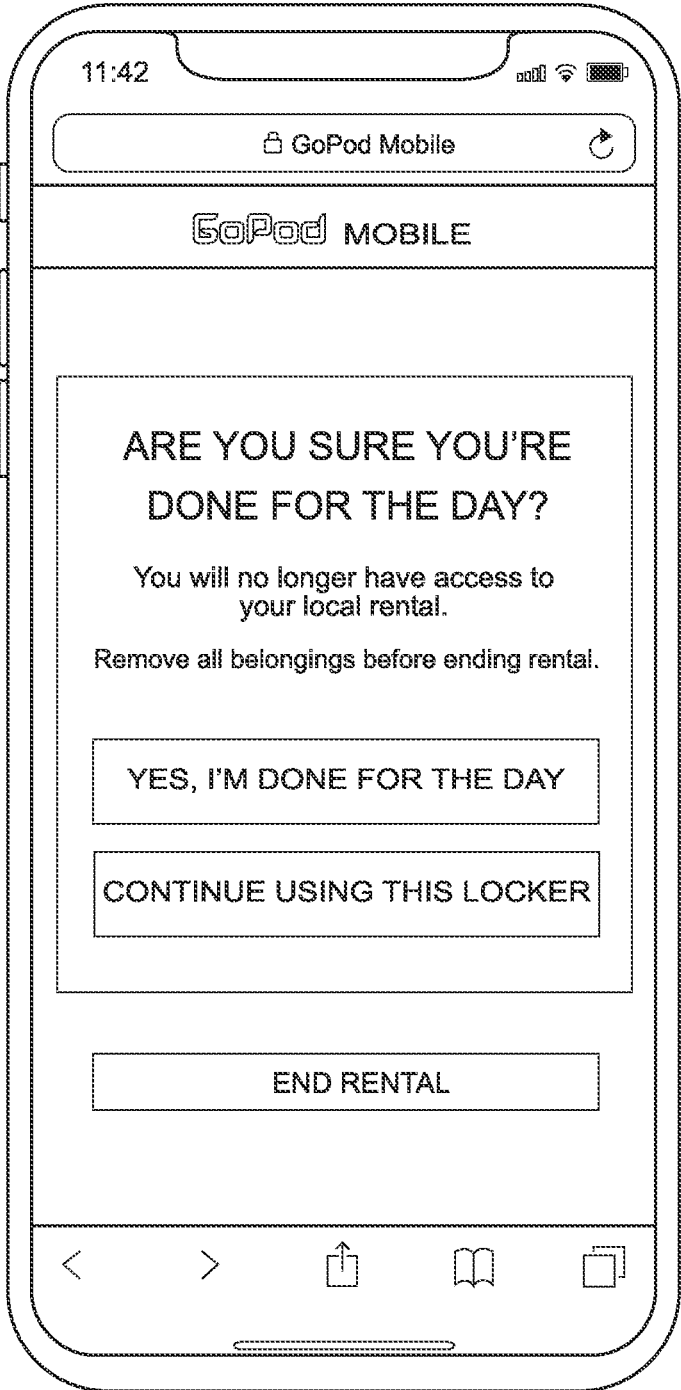 11:42
GoPod Mobile
GoPod MOBILE
ARE YOU SURE YOU'RE
DONE FOR THE DAY?
You will no longer have access to
your local rental.
Remove all belongings before ending rental.
YES, I'M DONE FOR THE DAY
CONTINUE USING THIS LOCKER
END RENTAL